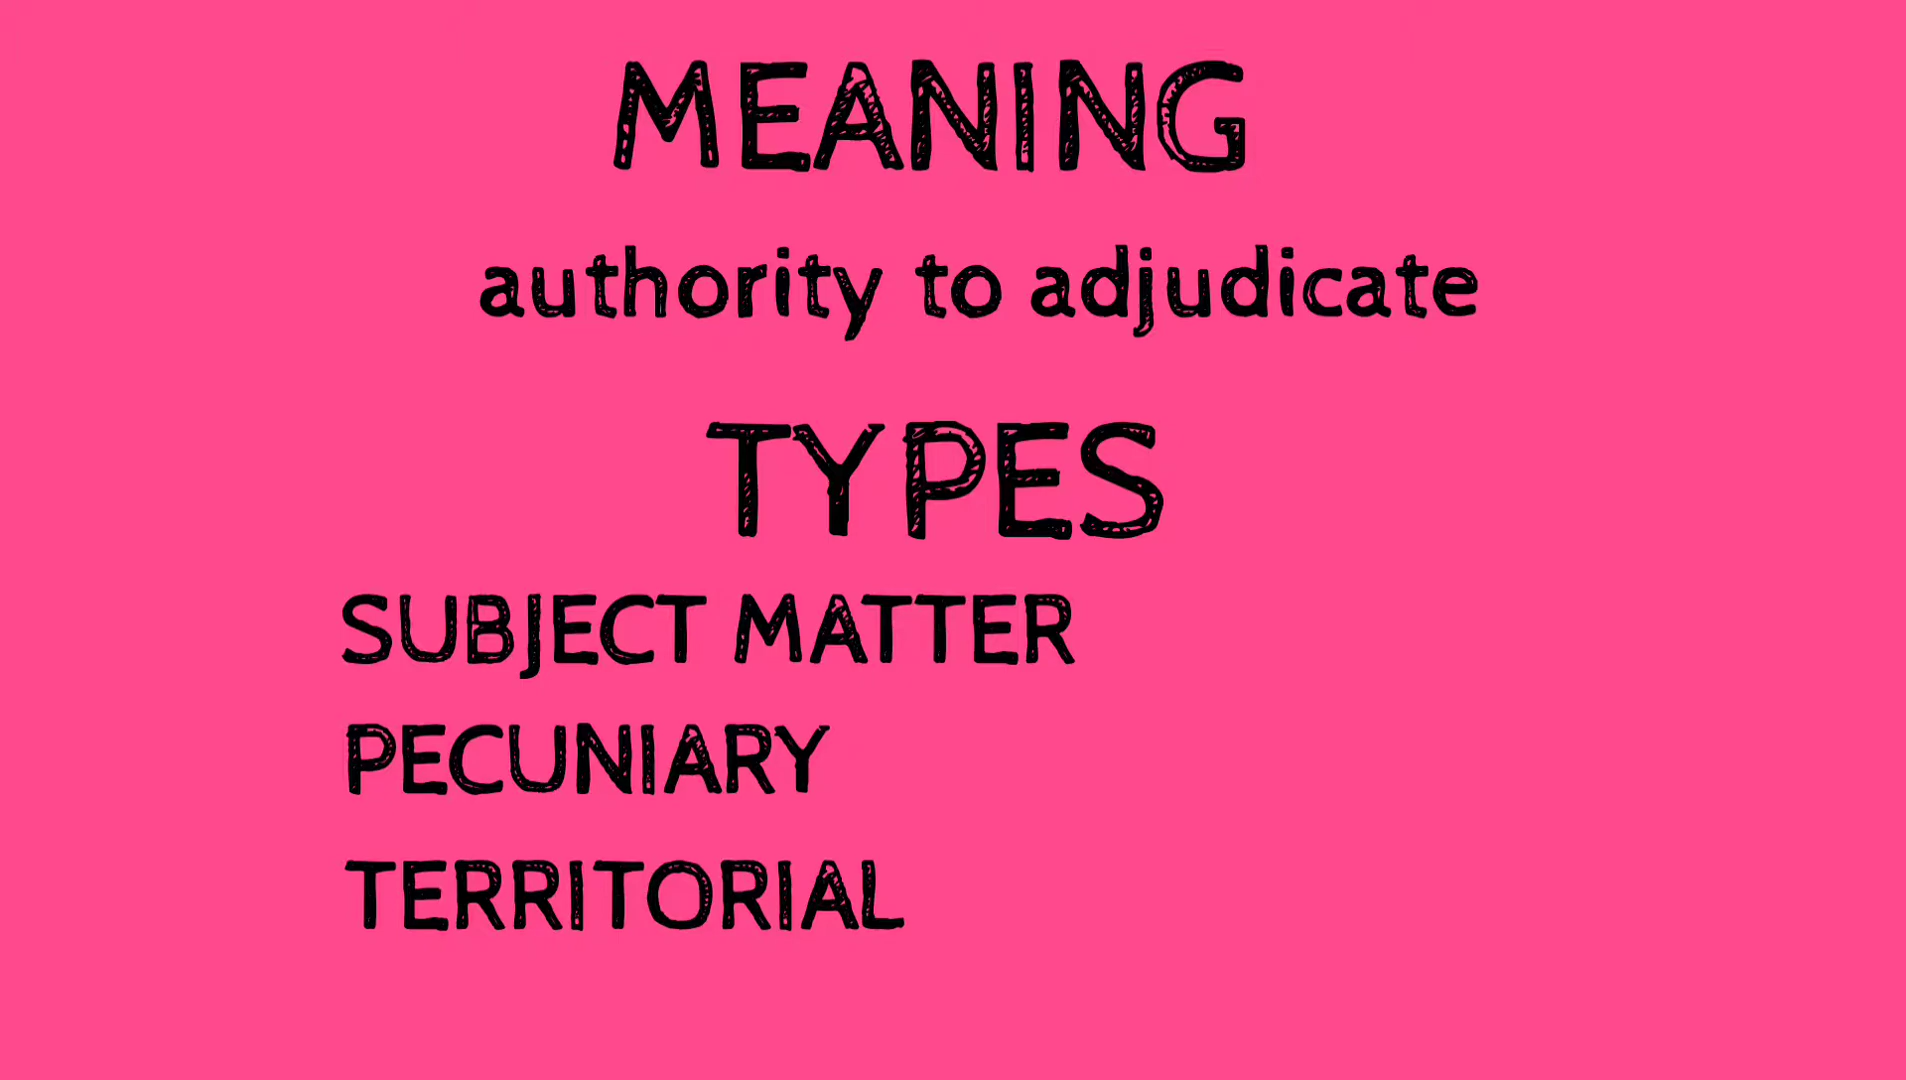 MEANING
authority to adjudicate
TYPES
SUBJECT MATTER
PECUNIARY
TERRITORIAL